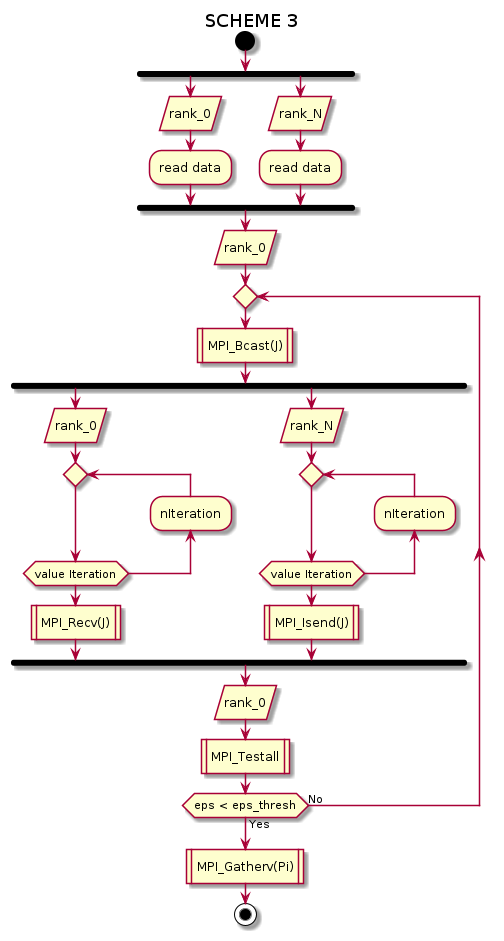 SCHEME 3
rank_0
rank_N
read data
read data
rank_0
MPI_Bcast(J)
rank_0
rank_N
nIteration
nIteration
value Iteration
value Iteration
MPI_Recv(J)
MPI_Isend(J)
rank_0
MPI_Testall
eps < eps_thresh
No
Yes
MPI_Gatherv(Pi)